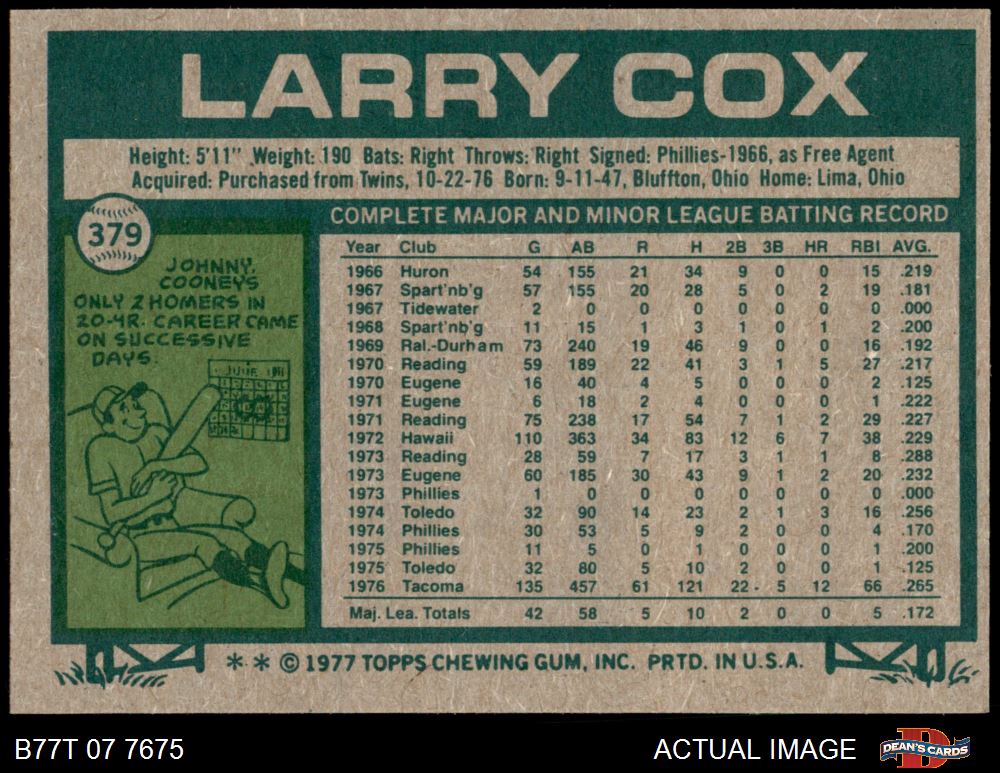 LARRY COX
Height: 5'11" Weight: 190 Bats: Right Throws: Right Signed: Phillies-1966, as Free Agent
Acquired: Purchased from Twins, 10-22-76 Born: 9-11-47, Bluffton, Ohio Home: Lima, Ohio
379
JOHNNY
COONEY'S
ONLY 2 HOMERS IN
20-YR. CAREER CAME
ON SUCCESSIVE
DAYS.
JUNE
COMPLETE MAJOR AND MINOR LEAGUE BATTING RECORD
Year Club G AB R H 2B 3B HR RBI AVG.
1966 Huron 54 155 21 34 9 0 0 15 .219
1967 Spart'nb'g 57 155 20 28 5 0 2 19 .181
1967 Tidewater 2 0 0 0 0 0 0 0 .000
1968 Spart'nb'g 11 15 1 3 1 0 1 2 .200
1969 Ral.-Durham 73 240 19 46 9 0 0 16 .192
1970 Reading 59 189 22 41 3 1 5 27 .217
1970 Eugene 16 40 4 5 0 0 0 2 .125
1971 Eugene 6 18 2 4 0 0 0 1 .222
1971 Reading 75 238 17 54 7 1 2 29 .227
1972 Hawaii 110 363 34 83 12 6 7 38 .229
1973 Reading 28 59 7 17 3 1 1 8 .288
1973 Eugene 60 185 30 43 9 1 2 20 .232
1973 Phillies 1 0 0 0 0 0 0 0 .000
1974 Toledo 32 90 14 23 2 1 3 16 .256
1974 Phillies 30 53 5 9 2 0 0 4 .170
1975 Phillies 11 5 0 1 0 0 0 1 .200
1975 Toledo 32 80 5 10 2 0 0 1 .125
1976 Tacoma 135 457 61 121 22 5 12 66 .265
Maj. Lea. Totals 42 58 5 10 2 0 0 5 .172
* * © 1977 TOPPS CHEWING GUM, INC. PRTD. IN U.S.A.
B77T 07 7675
ACTUAL IMAGE
D
DEAN'S CARDS